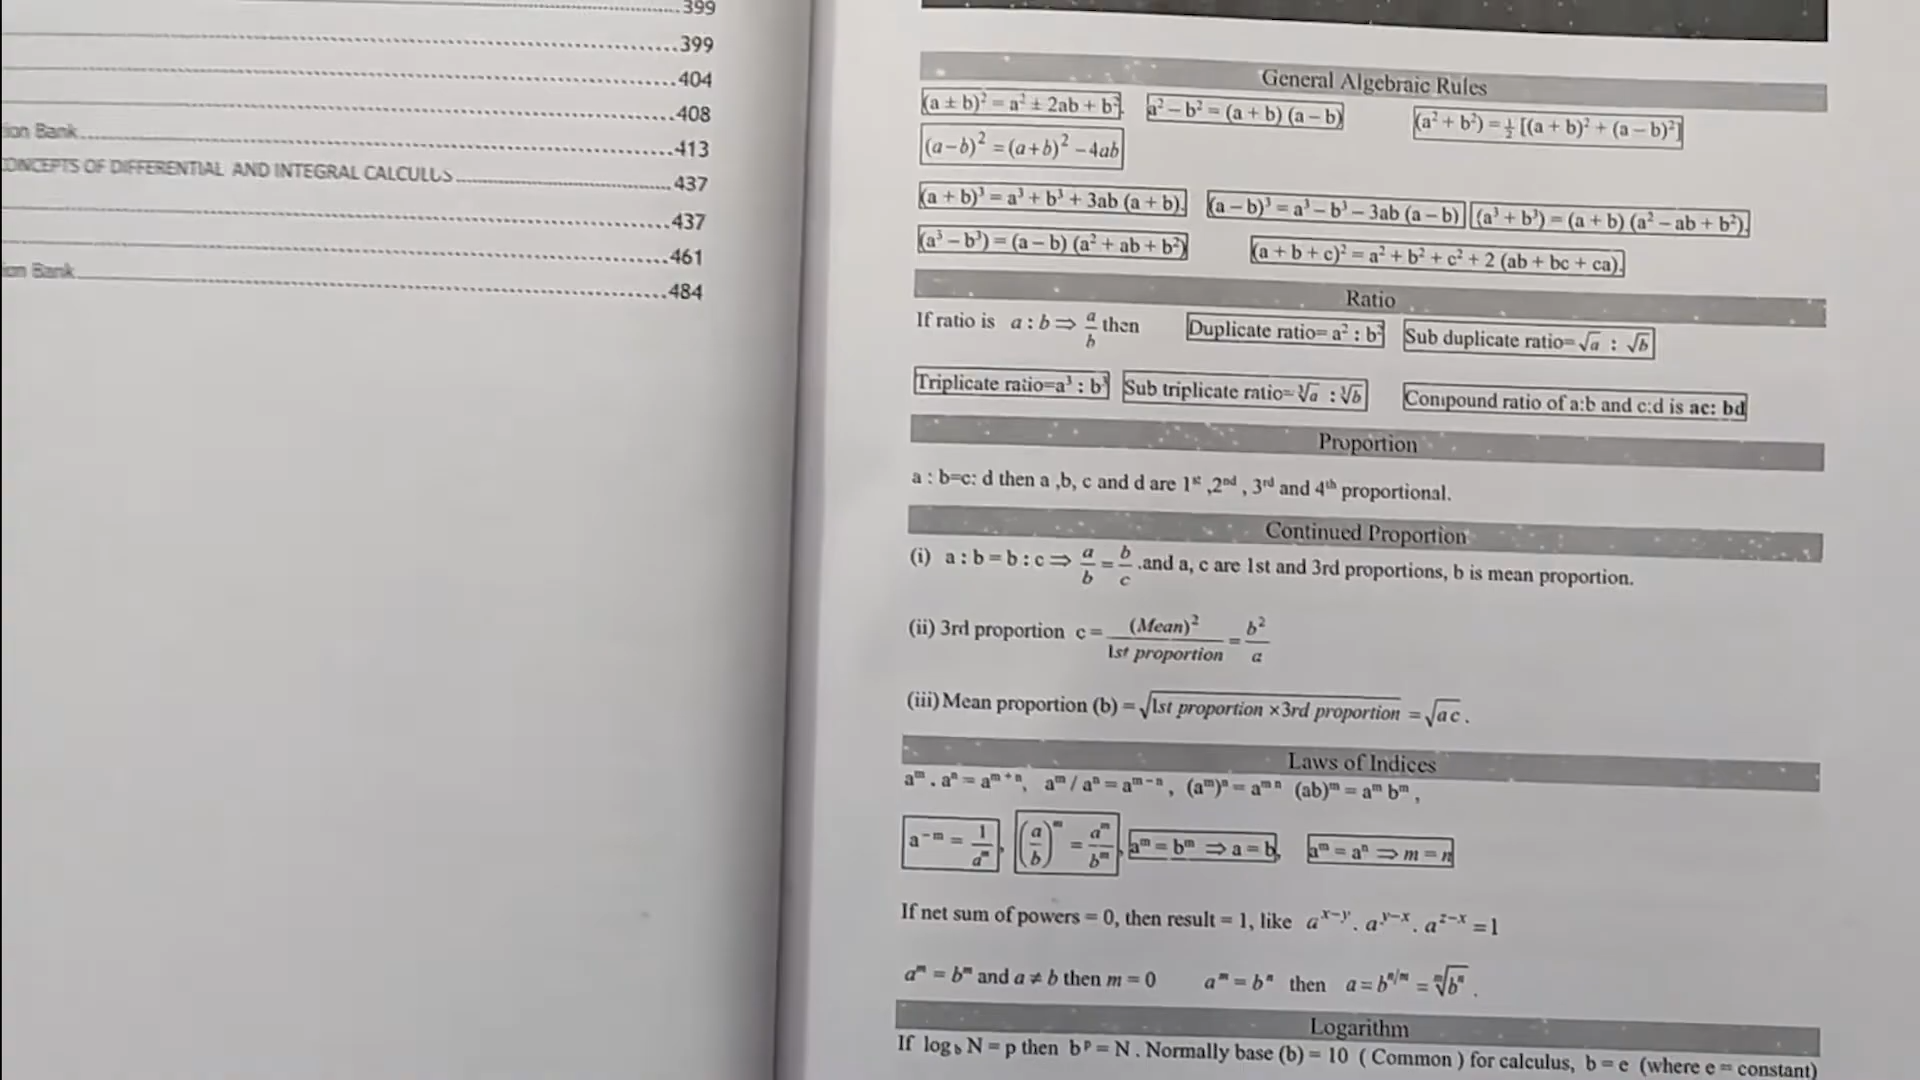 399
399
404
408
ion Bank 413
CONCEPTS OF DIFFERENTIAL AND INTEGRAL CALCULUS 437
437
461
ion Bank 484
General Algebraic Rules
(a ± b)² = a² ± 2ab + b². a² – b² = (a + b) (a – b) (a² + b²) = ½ [(a + b)² + (a – b)²]
(a–b)² = (a+b)² – 4ab
(a + b)³ = a³ + b³ + 3ab (a + b). (a – b)³ = a³ – b³ – 3ab (a – b) (a³ + b³) = (a + b) (a² – ab + b²).
(a³ – b³) = (a – b) (a² + ab + b²) (a + b + c)² = a² + b² + c² + 2 (ab + bc + ca).
Ratio
If ratio is a : b ⇒ a/b then Duplicate ratio= a² : b² Sub duplicate ratio= √a : √b
Triplicate ratio=a³ : b³ Sub triplicate ratio= ∛a : ∛b Compound ratio of a:b and c:d is ac: bd
Proportion
a : b=c: d then a ,b, c and d are 1st ,2nd , 3rd and 4th proportional.
Continued Proportion
(i) a : b = b : c ⇒ a/b = b/c .and a, c are 1st and 3rd proportions, b is mean proportion.
(ii) 3rd proportion c = (Mean)²/1st proportion = b²/a
(iii) Mean proportion (b) = √(1st proportion ×3rd proportion) = √(ac) .
Laws of Indices
aᵐ . aⁿ = aᵐ⁺ⁿ, aᵐ / aⁿ = aᵐ⁻ⁿ , (aᵐ)ⁿ = aᵐⁿ (ab)ᵐ = aᵐ bᵐ ,
a⁻ᵐ = 1/aᵐ , (a/b)ᵐ = aᵐ/bᵐ , aᵐ = bᵐ ⇒ a = b, aᵐ = aⁿ ⇒ m = n
If net sum of powers = 0, then result = 1, like a^(x–y) . a^(y–x) . a^(z–x) = 1
aᵐ = bᵐ and a ≠ b then m = 0 aᵐ = bⁿ then a = b^(n/m) = ᵐ√bⁿ .
Logarithm
If log_b N = p then bᵖ = N . Normally base (b) = 10 ( Common ) for calculus, b = e (where e = constant)